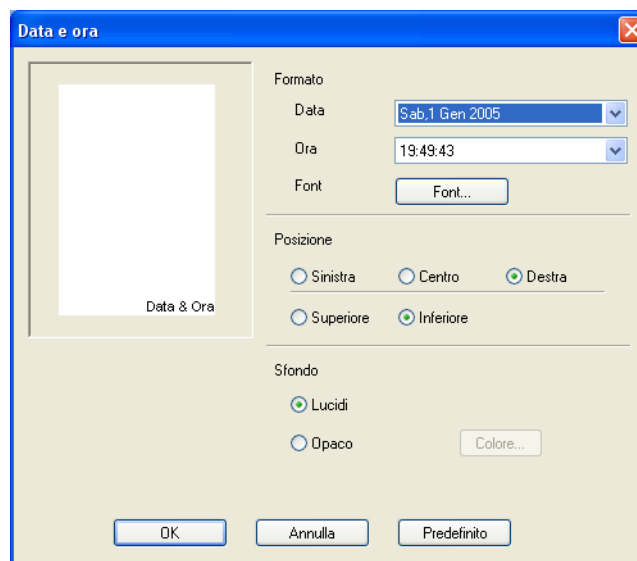 Data e ora
Formato
Data Sab,1 Gen 2005
Ora 19:49:43
Font Font...
Posizione
Sinistra Centro Destra
Data & Ora
Superiore Inferiore
Sfondo
Lucidi
Opaco Colore...
OK Annulla Predefinito